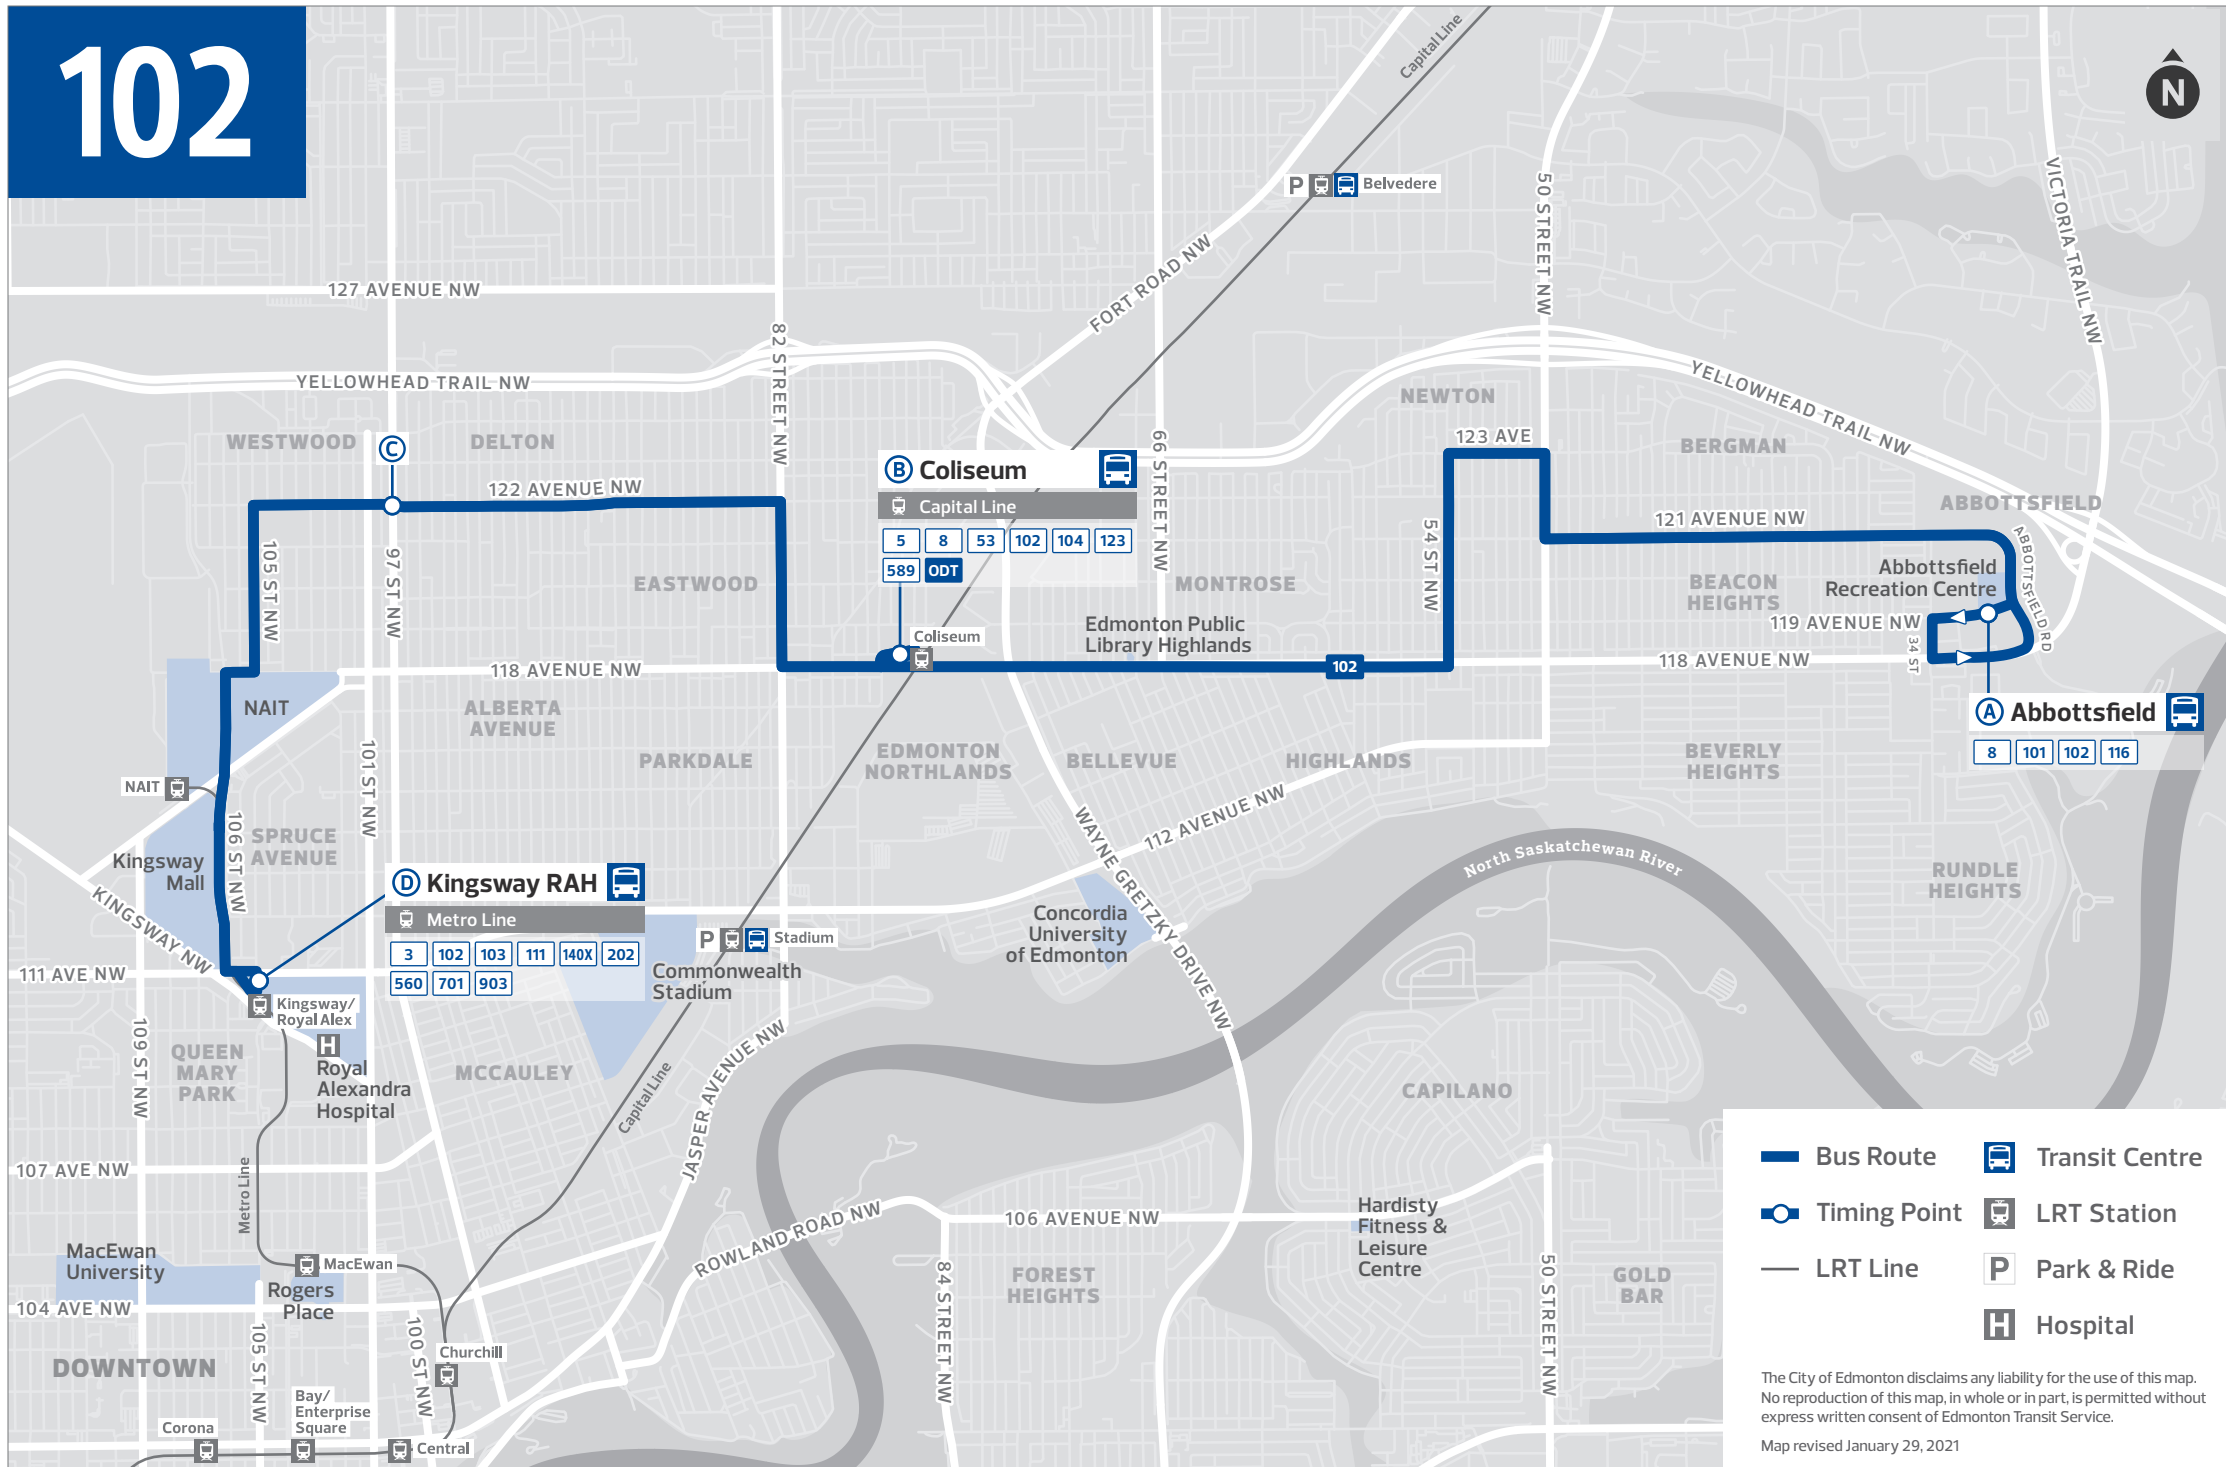 102
N
Capital Line
P
Belvedere
50 STREET NW
VICTORIA TRAIL NW
FORT ROAD NW
127 AVENUE NW
82 STREET NW
YELLOWHEAD TRAIL NW
YELLOWHEAD TRAIL NW
NEWTON
WESTWOOD
C
DELTON
66 STREET NW
123 AVE
BERGMAN
B Coliseum
Capital Line
5 8 53 102 104 123
589 ODT
122 AVENUE NW
ABBOTTSFIELD
121 AVENUE NW
54 ST NW
ABBOTTSFIELD RD
105 ST NW
97 ST NW
EASTWOOD
MONTROSE
BEACON
HEIGHTS
Abbottsfield
Recreation Centre
119 AVENUE NW
34 ST
Edmonton Public
Library Highlands
Coliseum
118 AVENUE NW
102
118 AVENUE NW
NAIT
ALBERTA
AVENUE
A Abbottsfield
8 101 102 116
101 ST NW
PARKDALE
EDMONTON
NORTHLANDS
BELLEVUE
HIGHLANDS
BEVERLY
HEIGHTS
NAIT
106 ST NW
SPRUCE
AVENUE
WAYNE GRETZKY DRIVE NW
112 AVENUE NW
North Saskatchewan River
Kingsway
Mall
KINGSWAY NW
D Kingsway RAH
Metro Line
3 102 103 111 140X 202
560 701 903
RUNDLE
HEIGHTS
Concordia
University
of Edmonton
P
Stadium
Commonwealth
Stadium
111 AVE NW
Kingsway/
Royal Alex
109 ST NW
QUEEN
MARY
PARK
H
Royal
Alexandra
Hospital
MCCAULEY
JASPER AVENUE NW
Capital Line
CAPILANO
107 AVE NW
Metro Line
ROWLAND ROAD NW
106 AVENUE NW
Hardisty
Fitness &
Leisure
Centre
MacEwan
University
MacEwan
Rogers
Place
84 STREET NW
FOREST
HEIGHTS
50 STREET NW
GOLD
BAR
104 AVE NW
105 ST NW
100 ST NW
Churchill
DOWNTOWN
Bay/
Enterprise
Square
Corona
Central
Bus Route
Transit Centre
Timing Point
LRT Station
LRT Line
P Park & Ride
H Hospital
The City of Edmonton disclaims any liability for the use of this map.
No reproduction of this map, in whole or in part, is permitted without
express written consent of Edmonton Transit Service.
Map revised January 29, 2021